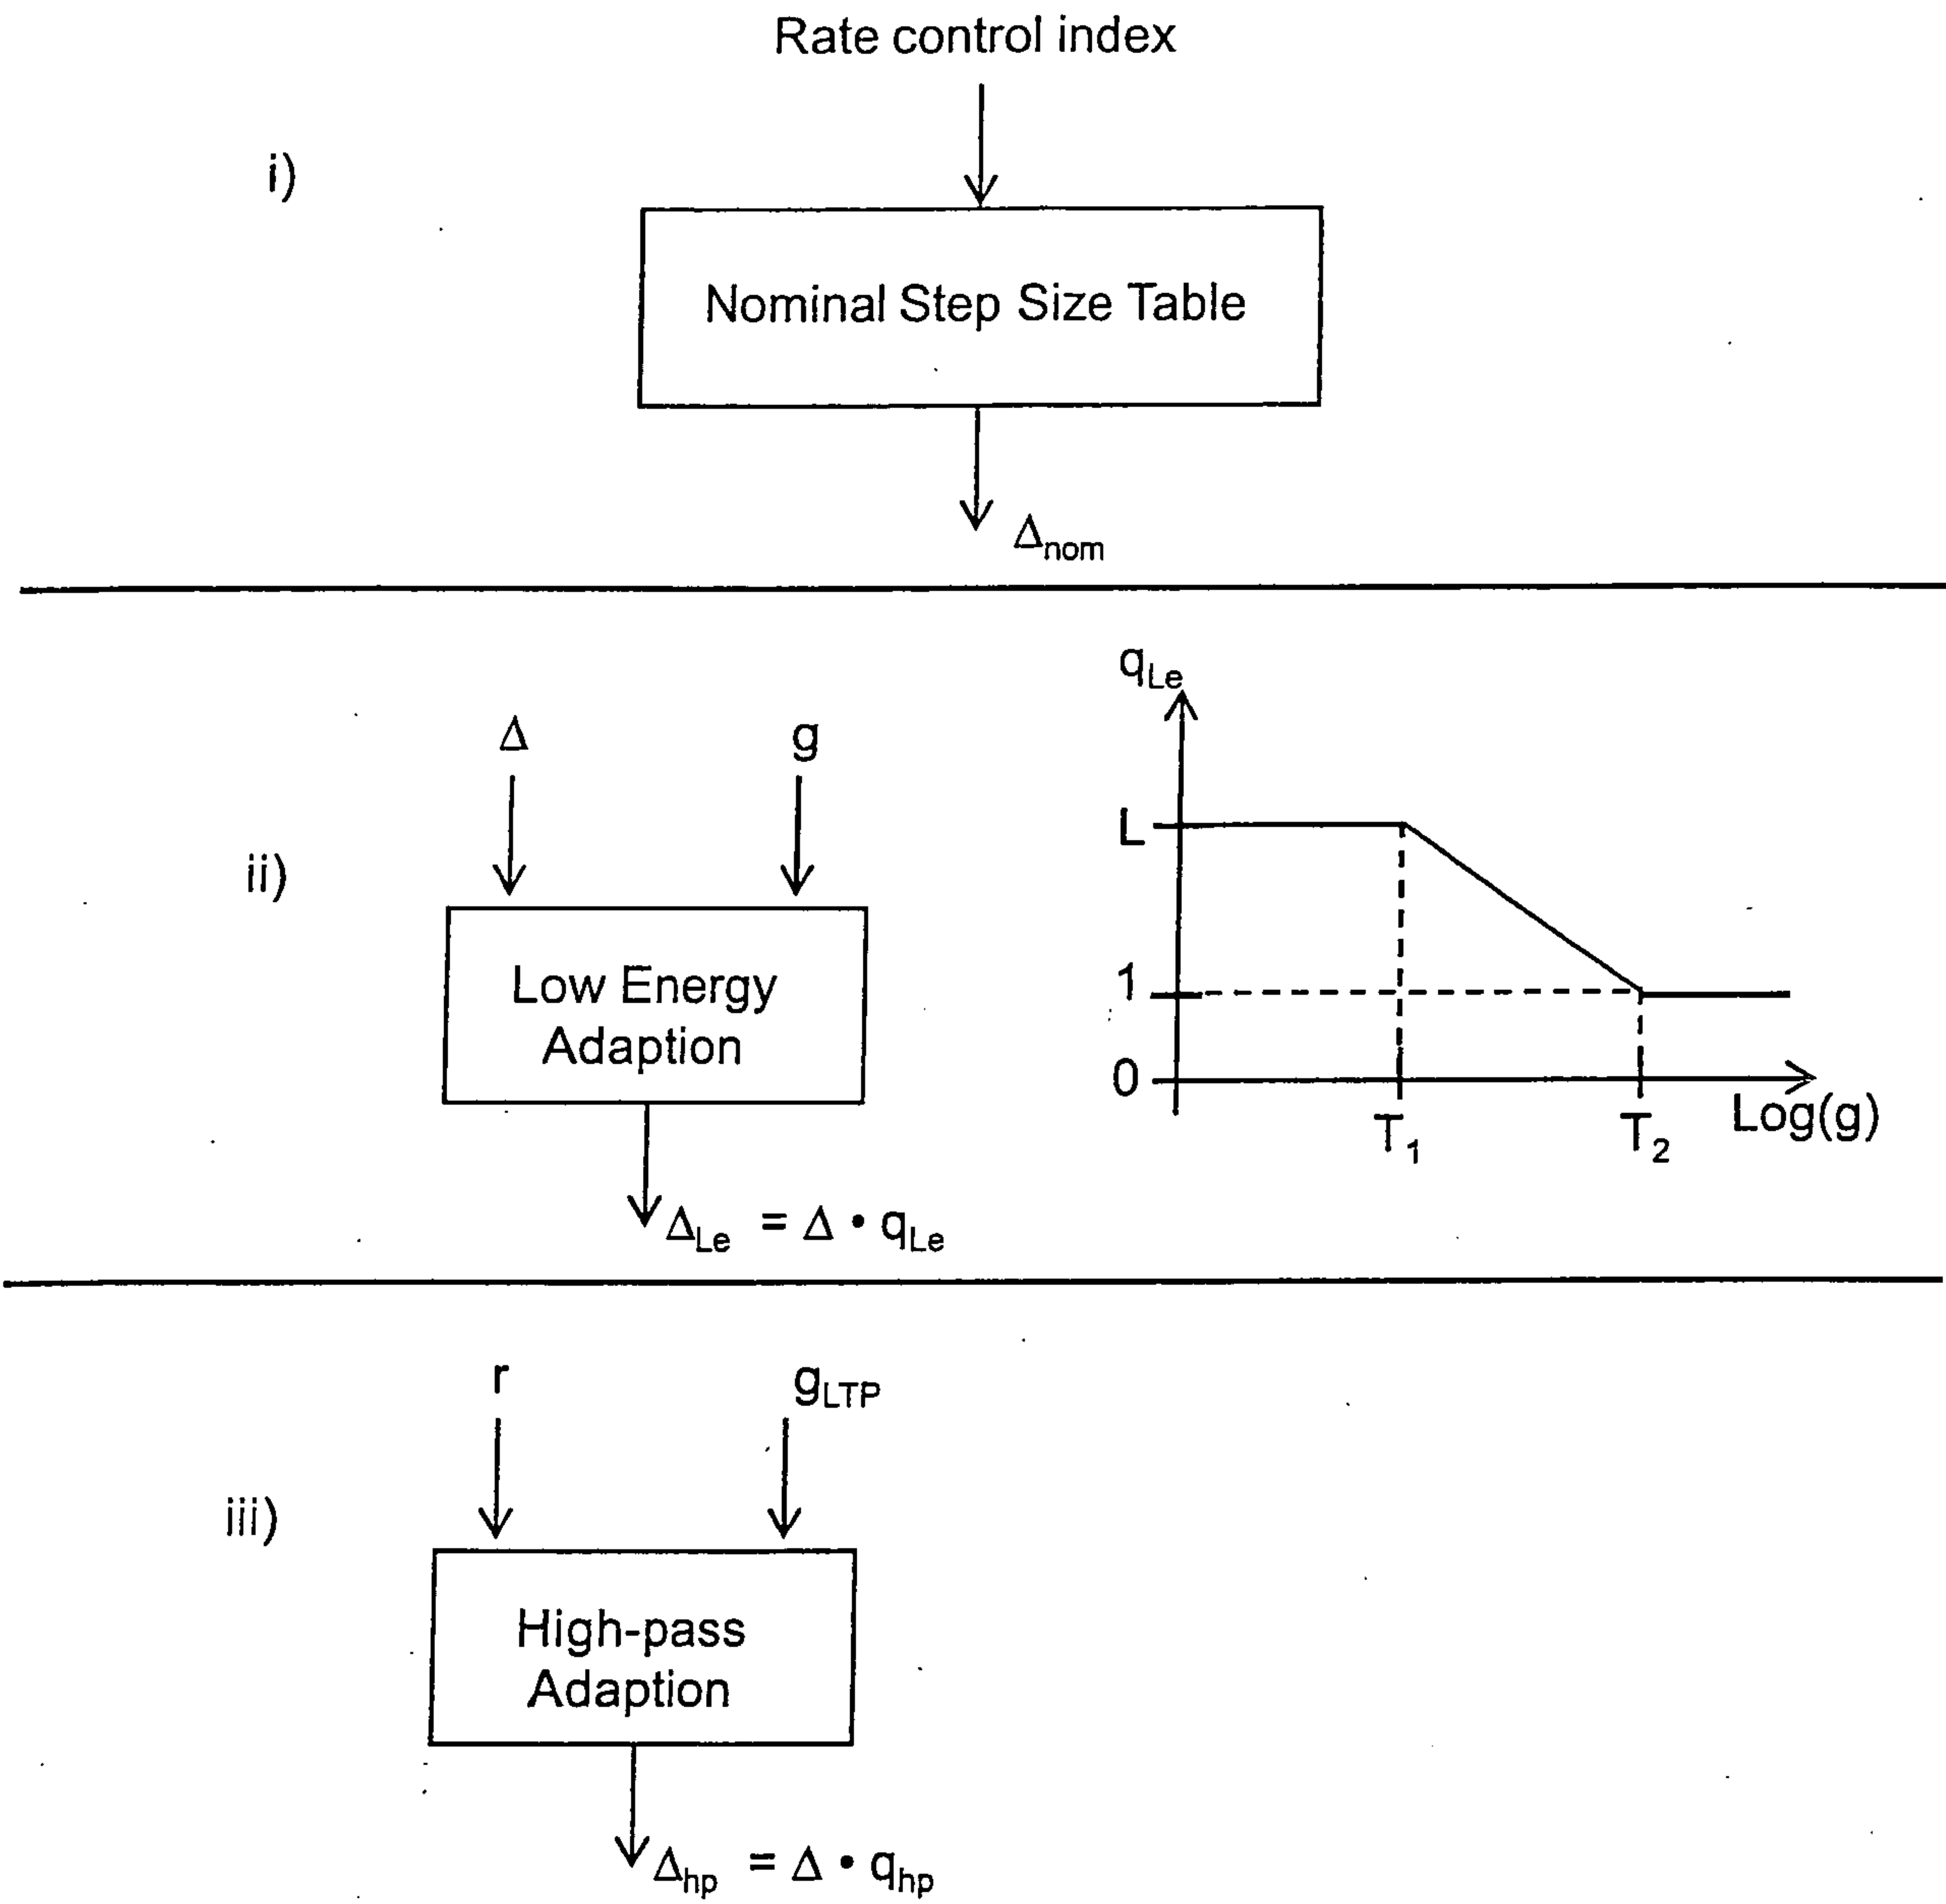 Rate control index
i)
Nominal Step Size Table
Δnom
qLe
Δ
g
L
ii)
Low Energy
Adaption
1
0
T1
T2
Log(g)
ΔLe = Δ • qLe
r
gLTP
iii)
High-pass
Adaption
Δhp = Δ • qhp